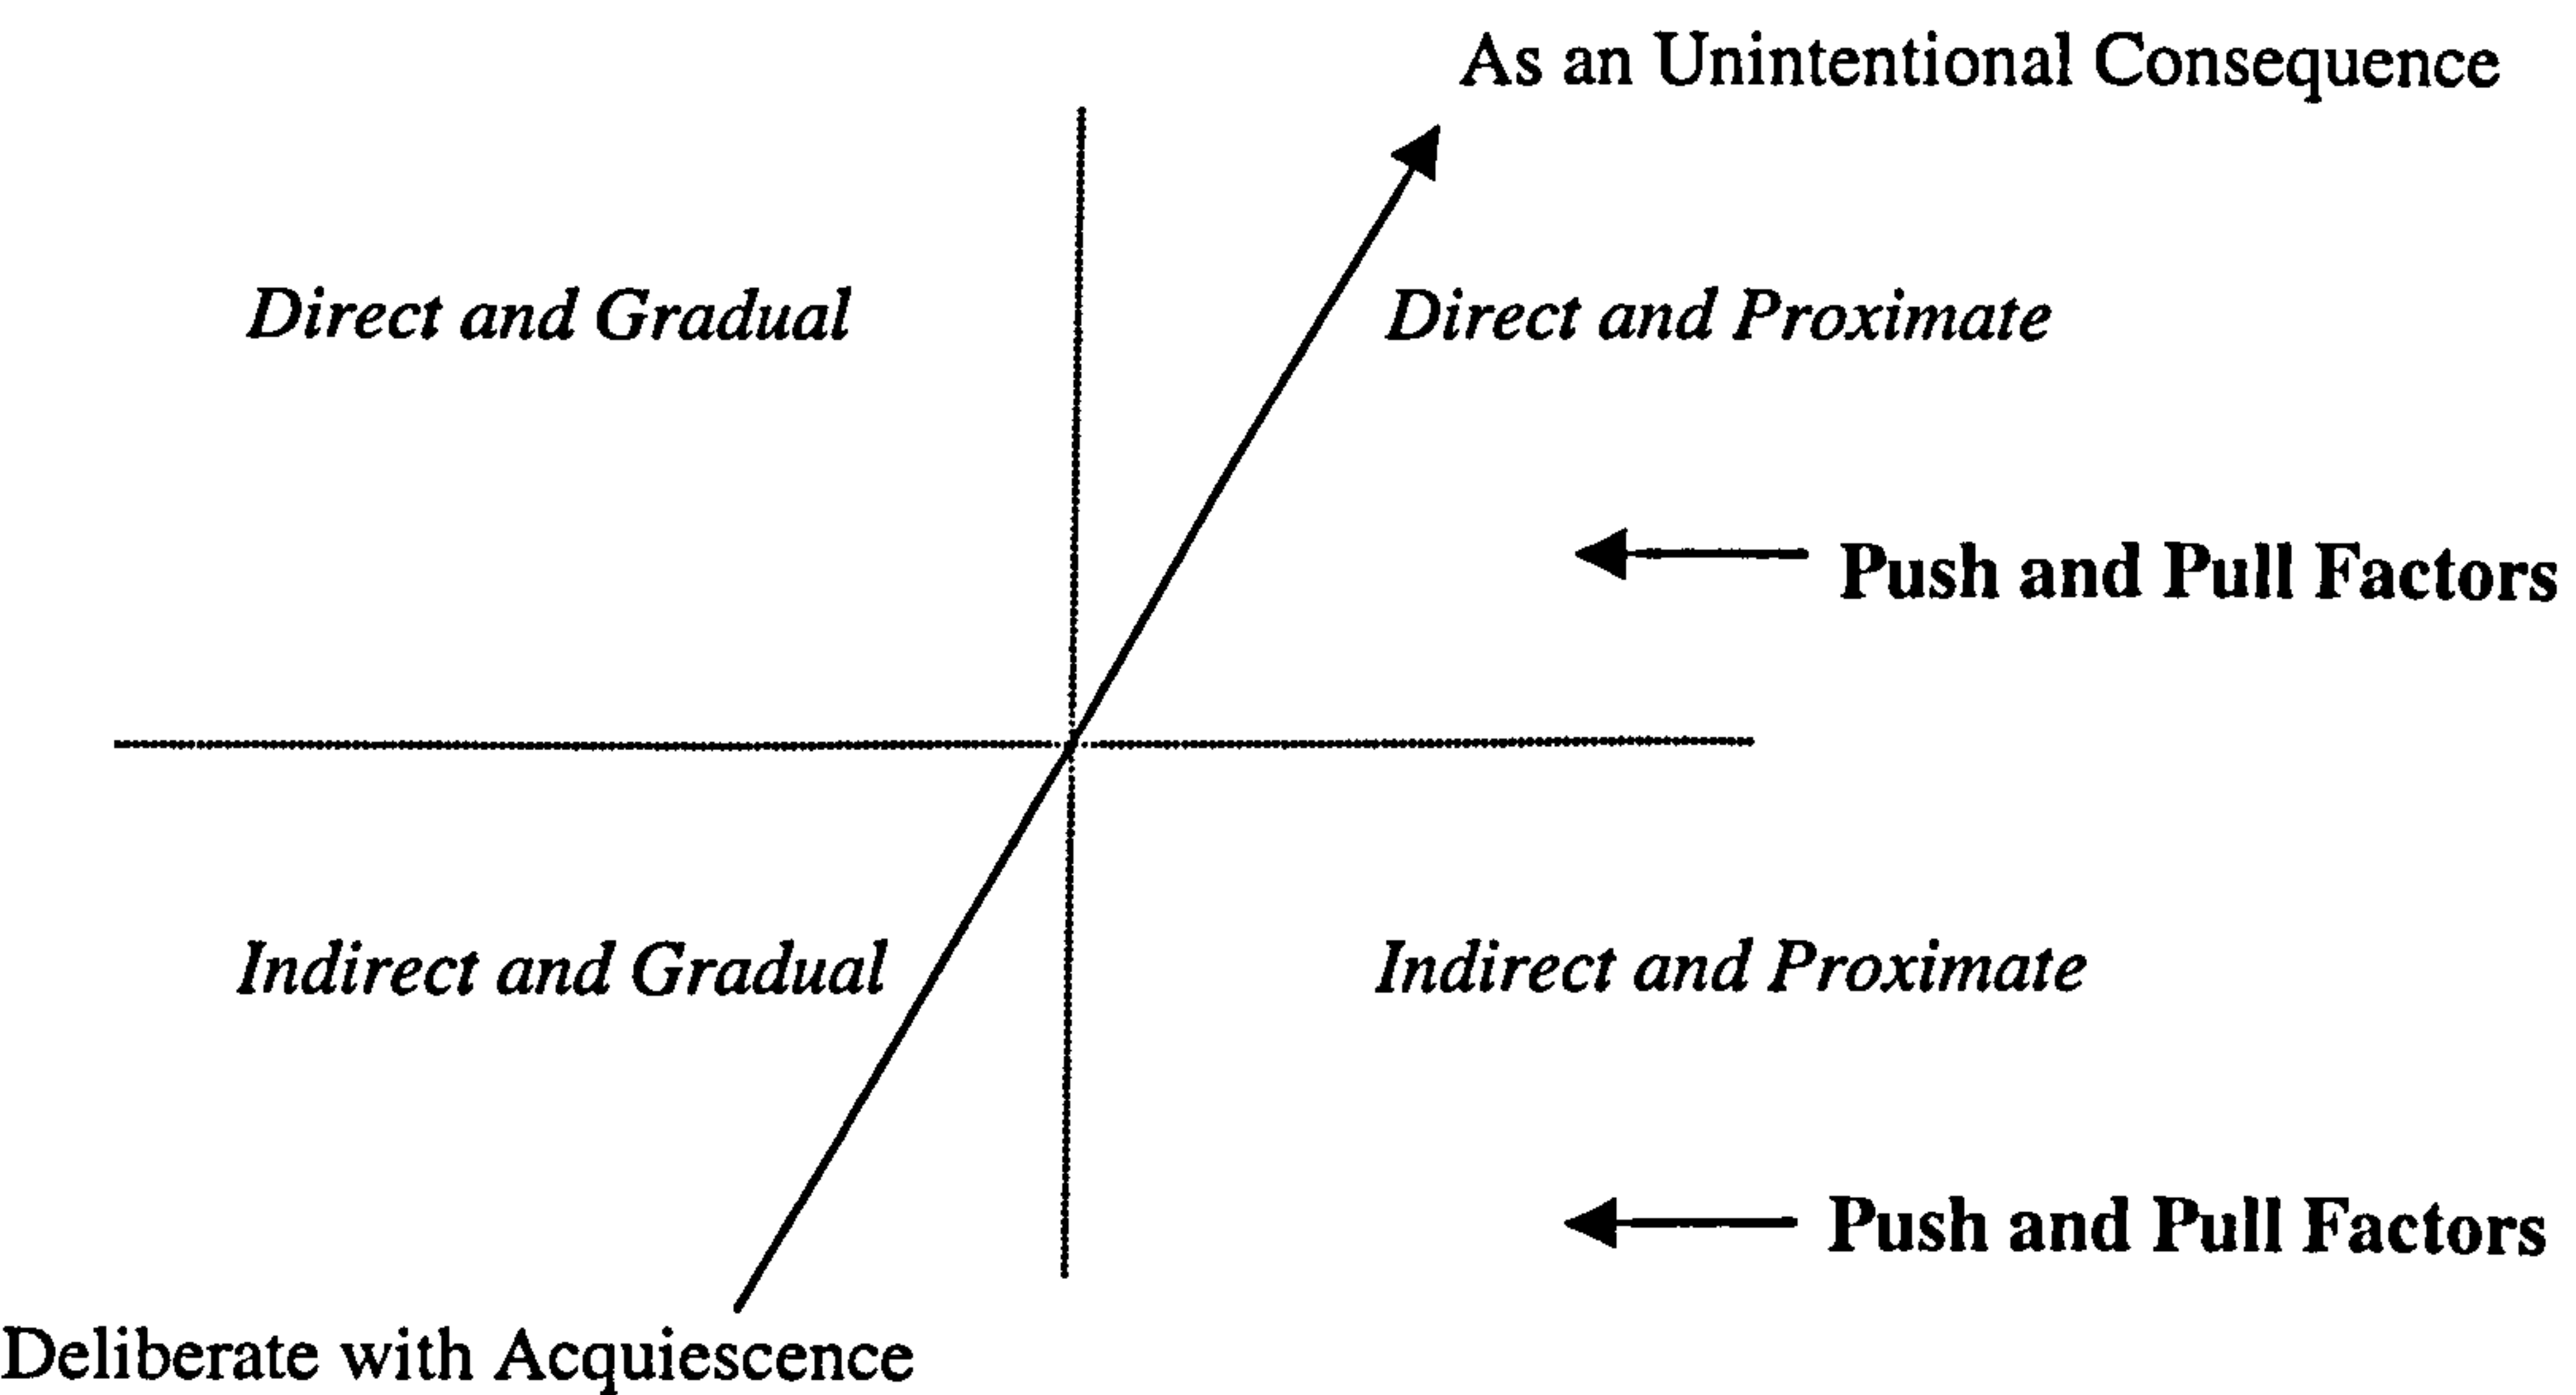 As an Unintentional Consequence
Direct and Gradual
Direct and Proximate
Push and Pull Factors
Indirect and Gradual
Indirect and Proximate
Push and Pull Factors
Deliberate with Acquiescence